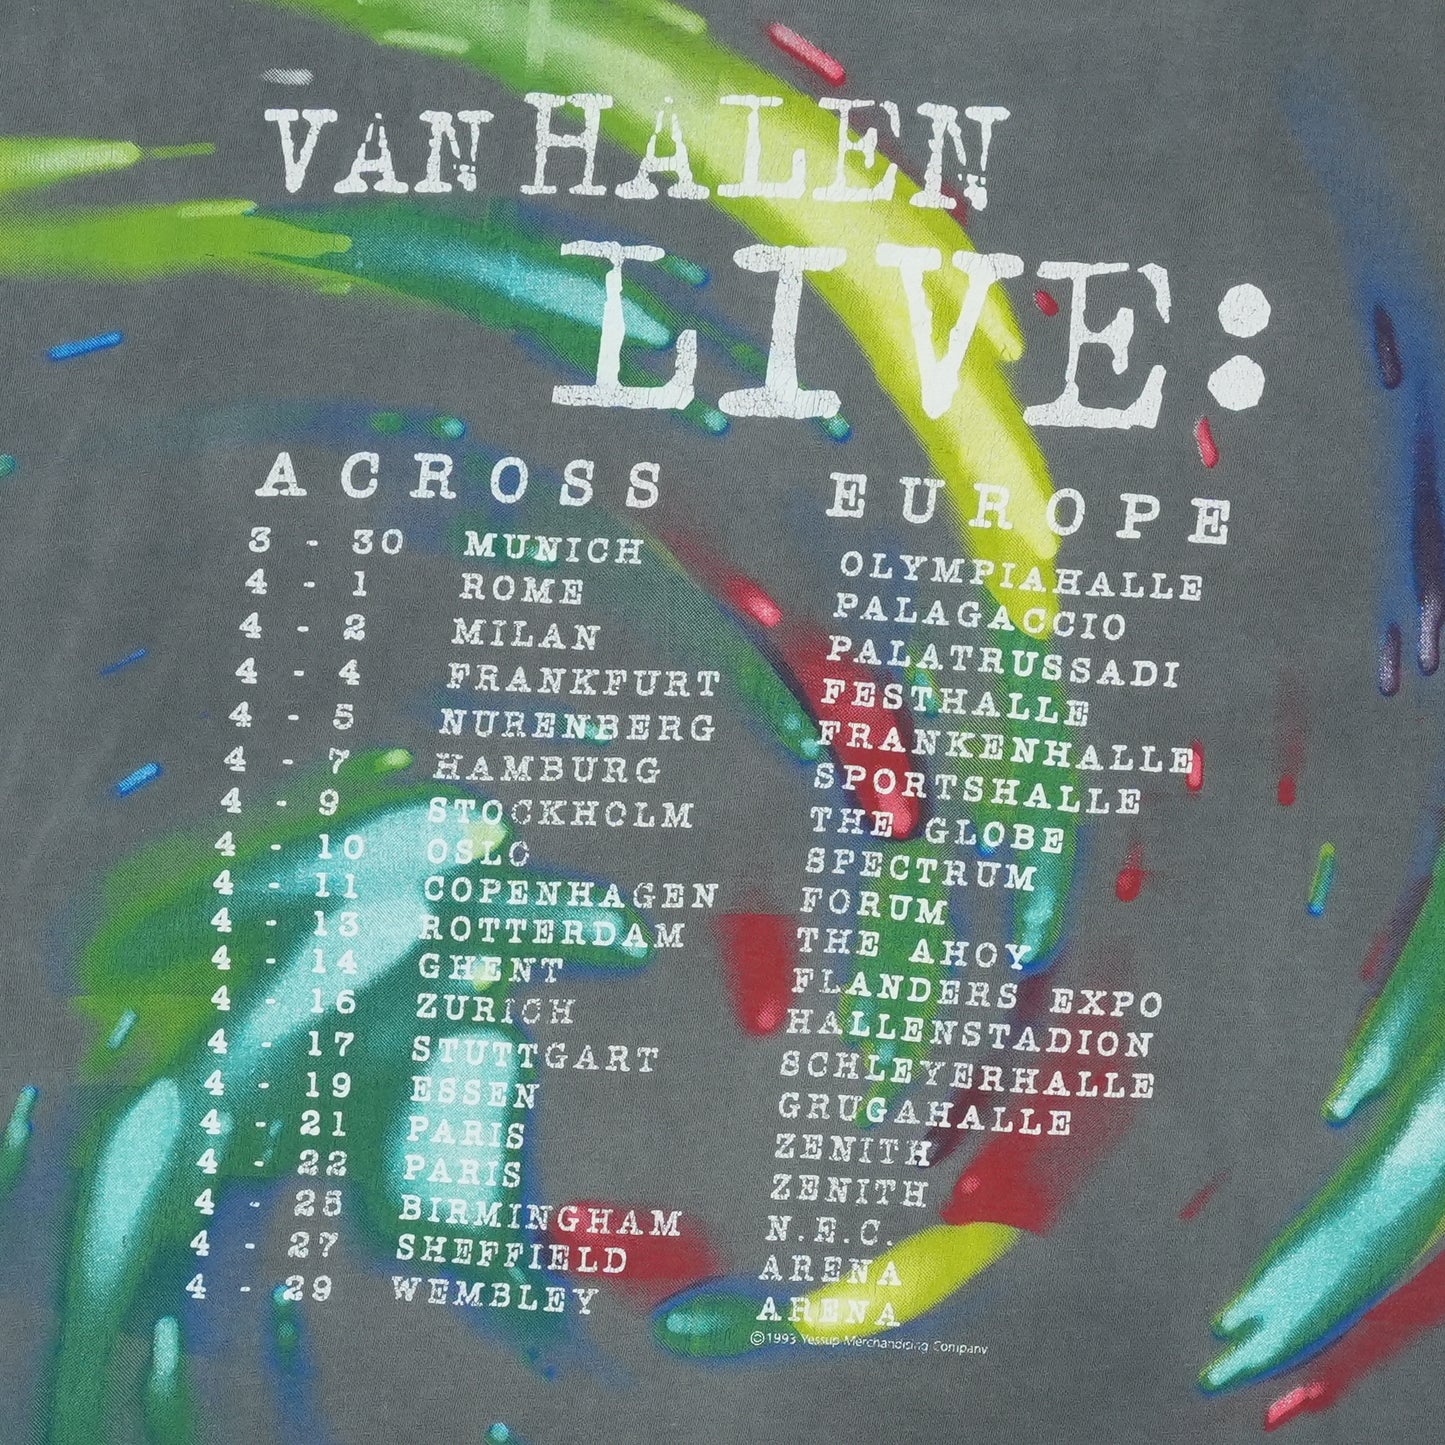 VAN HALEN
LIVE:
ACROSS EUROPE
3 - 30 MUNICH OLYMPIAHALLE
4 - 1 ROME PALAGACCIO
4 - 2 MILAN PALATRUSSADI
4 - 4 FRANKFURT FESTHALLE
4 - 5 NURENBERG FRANKENHALLE
4 - 7 HAMBURG SPORTSHALLE
4 - 9 STOCKHOLM THE GLOBE
4 - 10 OSLO SPECTRUM
4 - 11 COPENHAGEN FORUM
4 - 13 ROTTERDAM THE AHOY
4 - 14 GHENT FLANDERS EXPO
4 - 16 ZURICH HALLENSTADION
4 - 17 STUTTGART SCHLEYERHALLE
4 - 19 ESSEN GRUGAHALLE
4 - 21 PARIS ZENITH
4 - 22 PARIS ZENITH
4 - 25 BIRMINGHAM N.E.C.
4 - 27 SHEFFIELD ARENA
4 - 29 WEMBLEY ARENA
©1993 Yessup Merchandising Company